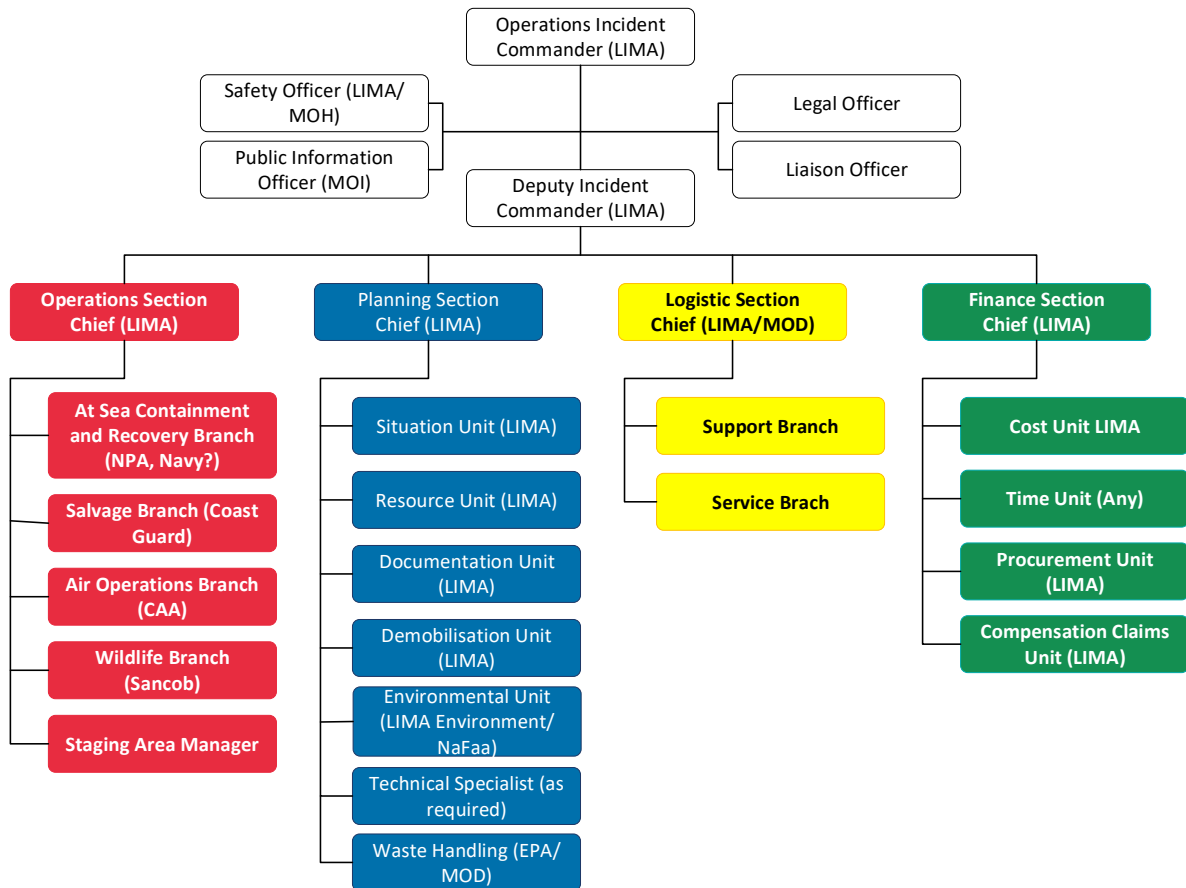 Operations Incident
Commander (LIMA)
Safety Officer (LIMA/
MOH)
Legal Officer
Public Information
Officer (MOI)
Liaison Officer
Deputy Incident
Commander (LIMA)
Operations Section
Chief (LIMA)
Planning Section
Chief (LIMA)
Logistic Section
Chief (LIMA/MOD)
Finance Section
Chief (LIMA)
At Sea Containment
and Recovery Branch
(NPA, Navy?)
Salvage Branch (Coast
Guard)
Air Operations Branch
(CAA)
Wildlife Branch
(Sancob)
Staging Area Manager
Situation Unit (LIMA)
Resource Unit (LIMA)
Documentation Unit
(LIMA)
Demobilisation Unit
(LIMA)
Environmental Unit
(LIMA Environment/
NaFaa)
Technical Specialist (as
required)
Waste Handling (EPA/
MOD)
Support Branch
Service Brach
Cost Unit LIMA
Time Unit (Any)
Procurement Unit
(LIMA)
Compensation Claims
Unit (LIMA)